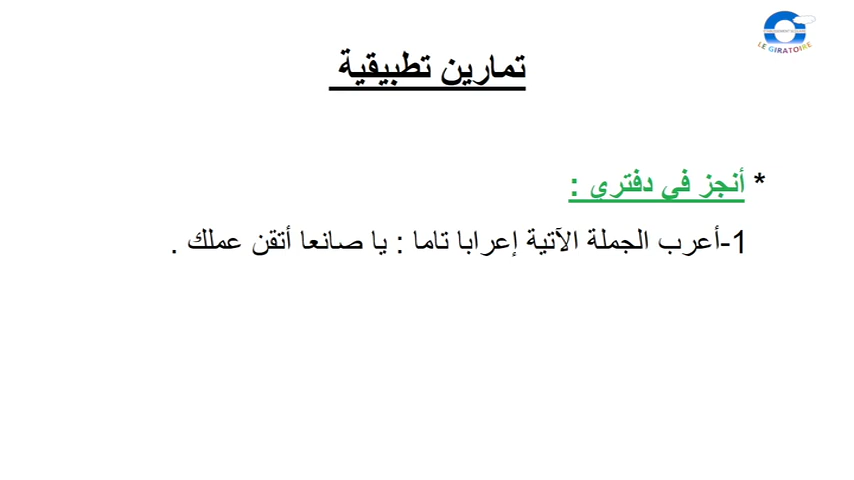 LE GIRATOIRE
تمارين تطبيقية
* أنجز في دفتري :
1-أعرب الجملة الآتية إعرابا تاما : يا صانعا أتقن عملك .